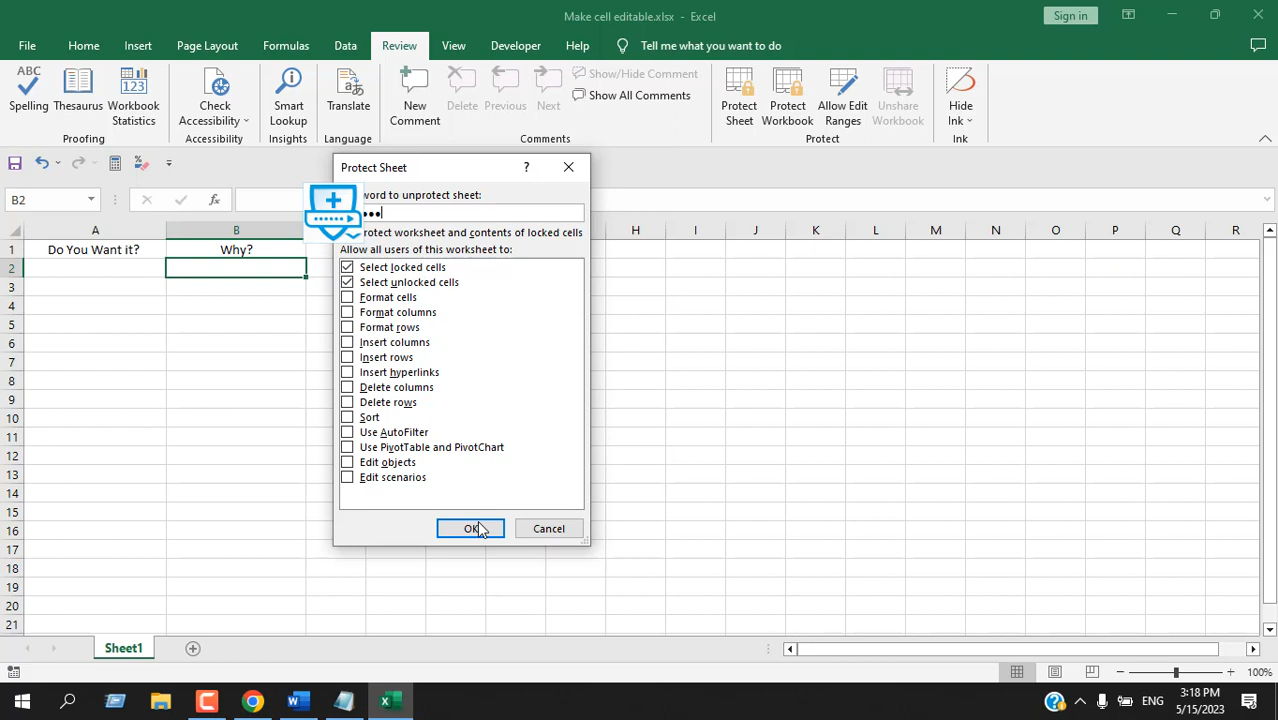 Make cell editable.xlsx - Excel
Sign in
File Home Insert Page Layout Formulas Data Review View Developer Help Tell me what you want to do
ABC
Spelling
Thesaurus
123
Workbook
Statistics
Check
Accessibility
Smart
Lookup
Translate
New
Comment
Delete
Previous
Next
Show/Hide Comment
Show All Comments
Protect
Sheet
Protect
Workbook
Allow Edit
Ranges
Unshare
Workbook
Hide
Ink
Proofing Accessibility Insights Language Comments Protect Ink
B2
fx
Protect Sheet ?
word to unprotect sheet:
rotect worksheet and contents of locked cells
Allow all users of this worksheet to:
Select locked cells
Select unlocked cells
Format cells
Format columns
Format rows
Insert columns
Insert rows
Insert hyperlinks
Delete columns
Delete rows
Sort
Use AutoFilter
Use PivotTable and PivotChart
Edit objects
Edit scenarios
OK Cancel
A B H I J K L M N O P Q R
1 Do You Want it? Why?
2
3
4
5
6
7
8
9
10
11
12
13
14
15
16
17
18
19
20
21
Sheet1
100%
ENG
3:18 PM
5/15/2023